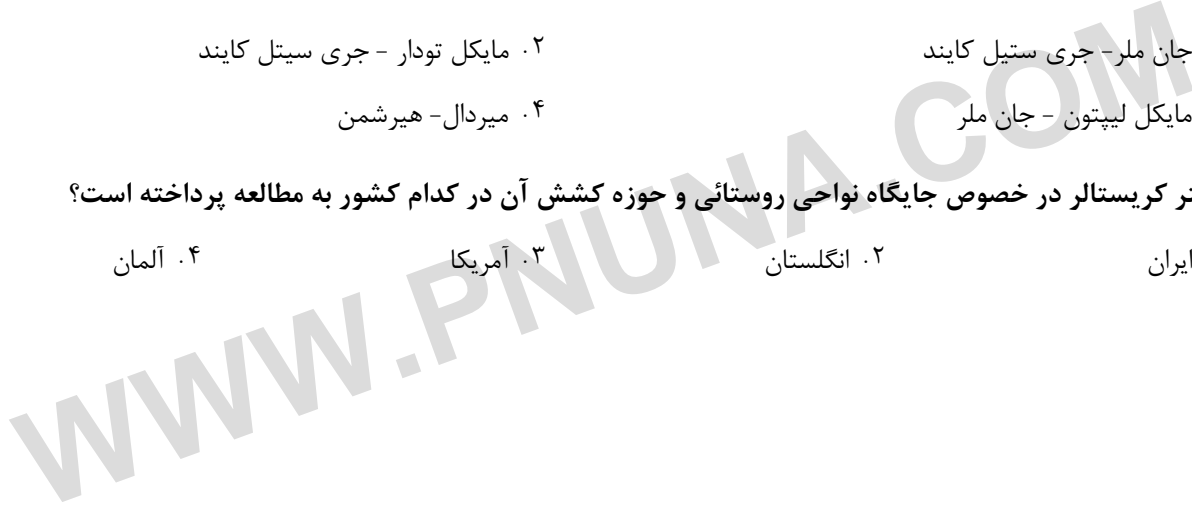 جان ملر- جری ستیل کایند ۲. مایکل تودار - جری سیتل کایند
مایکل لیپتون - جان ملر ۴. میردال- هیرشمن
تر کریستالر در خصوص جایگاه نواحی روستائی و حوزه کشش آن در کدام کشور به مطالعه پرداخته است؟
ایران ۲. انگلستان ۳. آمریکا ۴. آلمان
WWW.PNUNA.COM